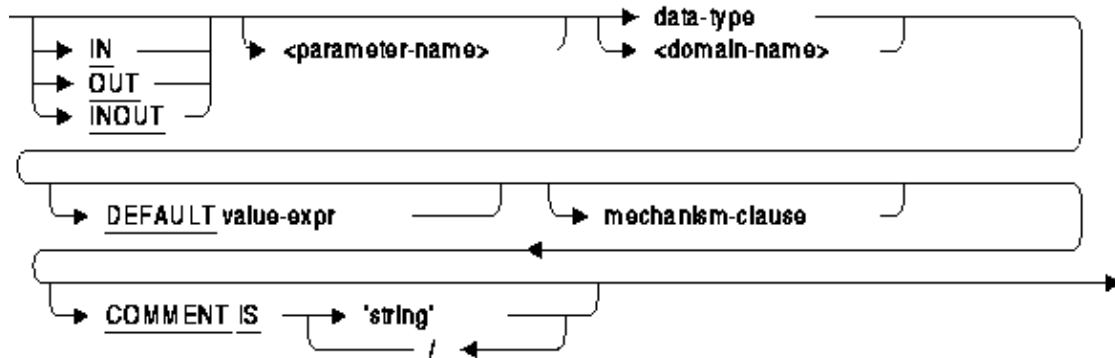 data-type
IN <parameter-name> <domain-name>
OUT
INOUT
DEFAULT value-expr mechanism-clause
COMMENT IS 'string'
/